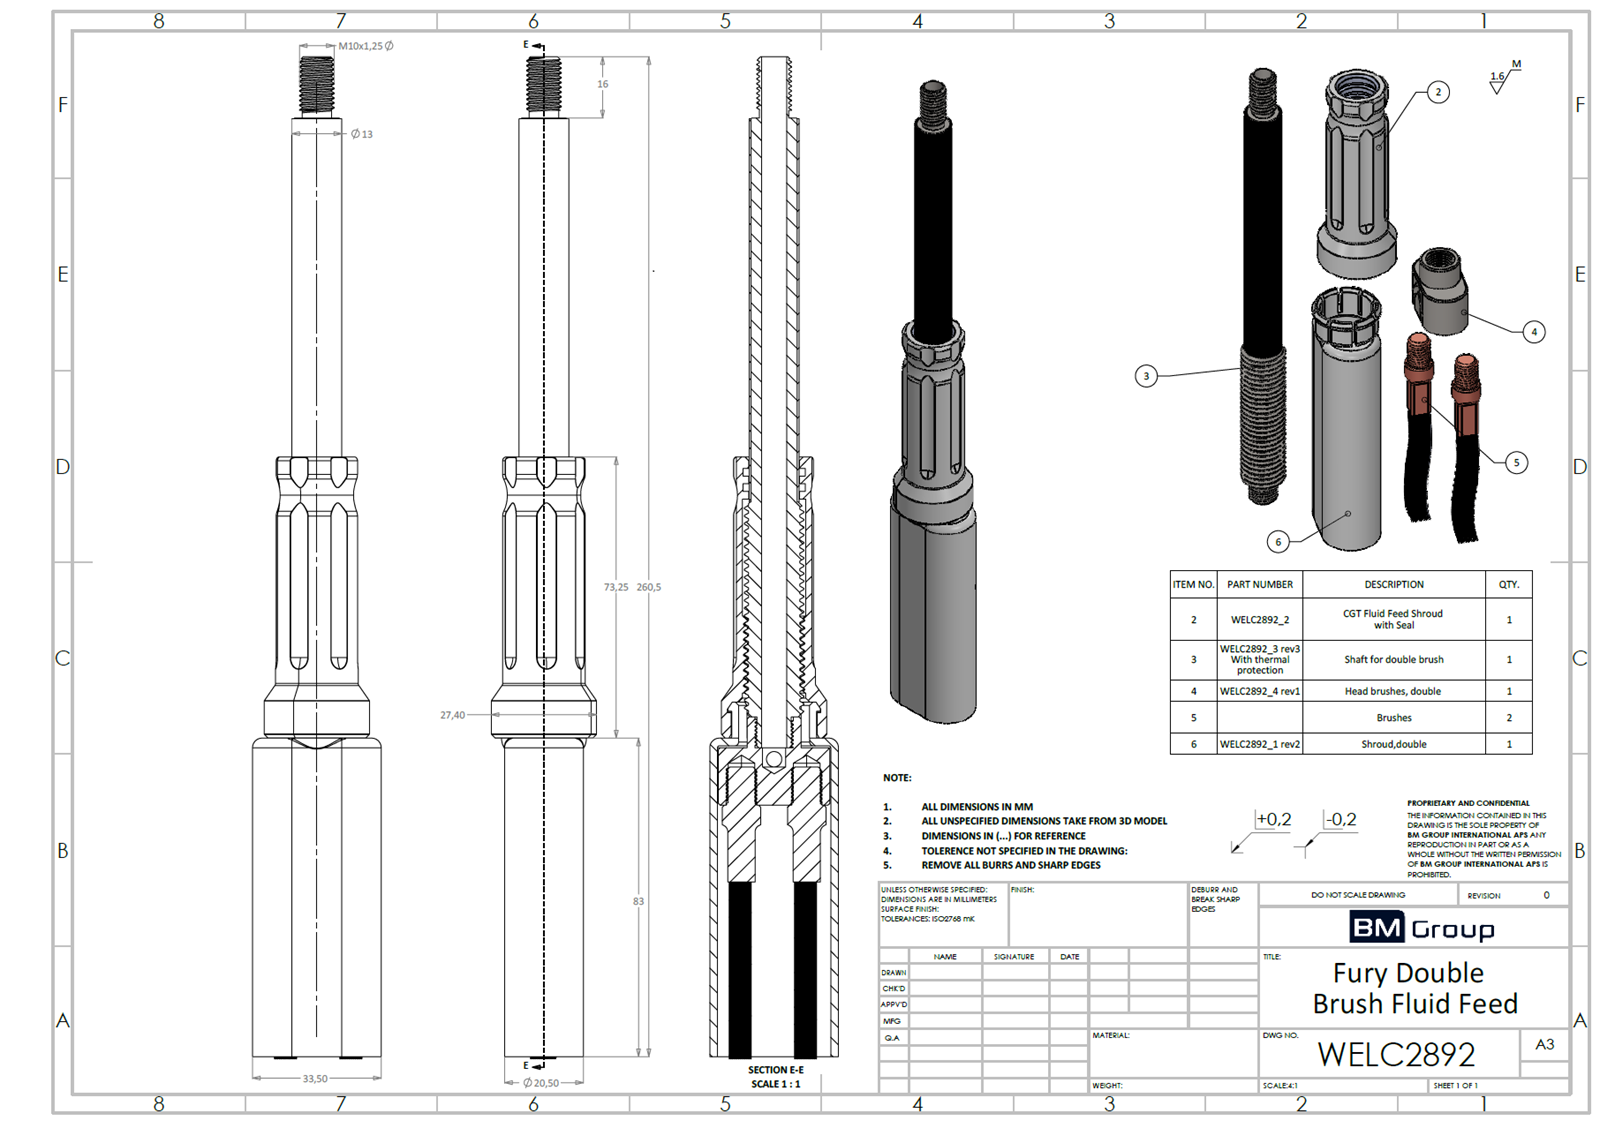 8 7 6 5 4 3 2 1
F
E
D
C
B
A
F
E
D
C
B
A
M10x1,25 Ø
Ø 13
E
16
73,25
260,5
27,40
83
33,50
E
Ø 20,50
SECTION E-E
SCALE 1 : 1
2
3
4
5
6
1.6
M
ITEM NO. PART NUMBER DESCRIPTION QTY.
2 WELC2892_2 CGT Fluid Feed Shroud with Seal 1
3 WELC2892_3 rev3 With thermal protection Shaft for double brush 1
4 WELC2892_4 rev1 Head brushes, double 1
5 Brushes 2
6 WELC2892_1 rev2 Shroud,double 1
NOTE:
1. ALL DIMENSIONS IN MM
2. ALL UNSPECIFIED DIMENSIONS TAKE FROM 3D MODEL
3. DIMENSIONS IN (...) FOR REFERENCE
4. TOLERENCE NOT SPECIFIED IN THE DRAWING:
5. REMOVE ALL BURRS AND SHARP EDGES
+0,2
-0,2
PROPRIETARY AND CONFIDENTIAL
THE INFORMATION CONTAINED IN THIS
DRAWING IS THE SOLE PROPERTY OF
BM GROUP INTERNATIONAL APS ANY
REPRODUCTION IN PART OR AS A
WHOLE WITHOUT THE WRITTEN PERMISSION
OF BM GROUP INTERNATIONAL APS IS
PROHIBITED.
UNLESS OTHERWISE SPECIFIED:
DIMENSIONS ARE IN MILLIMETERS
SURFACE FINISH:
TOLERANCES: ISO2768 mK
FINISH:
DEBURR AND
BREAK SHARP
EDGES
DO NOT SCALE DRAWING
REVISION 0
BM Group
NAME SIGNATURE DATE
DRAWN
CHK'D
APPV'D
MFG
Q.A
TITLE:
Fury Double
Brush Fluid Feed
MATERIAL:
DWG NO.
WELC2892
A3
WEIGHT:
SCALE:4:1
SHEET 1 OF 1
8 7 6 5 4 3 2 1